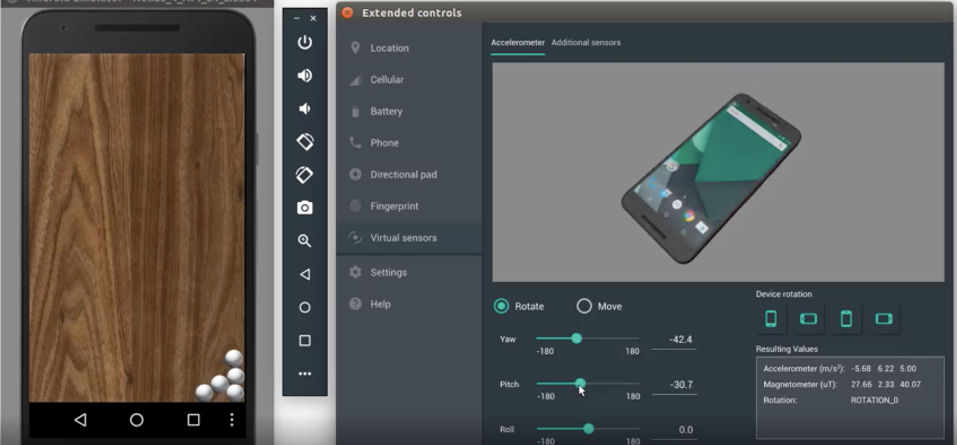 Extended controls
Location
Cellular
Battery
Phone
Directional pad
Fingerprint
Virtual sensors
Settings
Help
Accelerometer Additional sensors
Rotate Move
Yaw -42.4
-180 180
Pitch -30.7
-180 180
Roll 0.0
-180 180
Device rotation
Resulting Values
Accelerometer (m/s²): -5.68 6.22 5.00
Magnetometer (uT): 27.66 2.33 40.07
Rotation: ROTATION_0